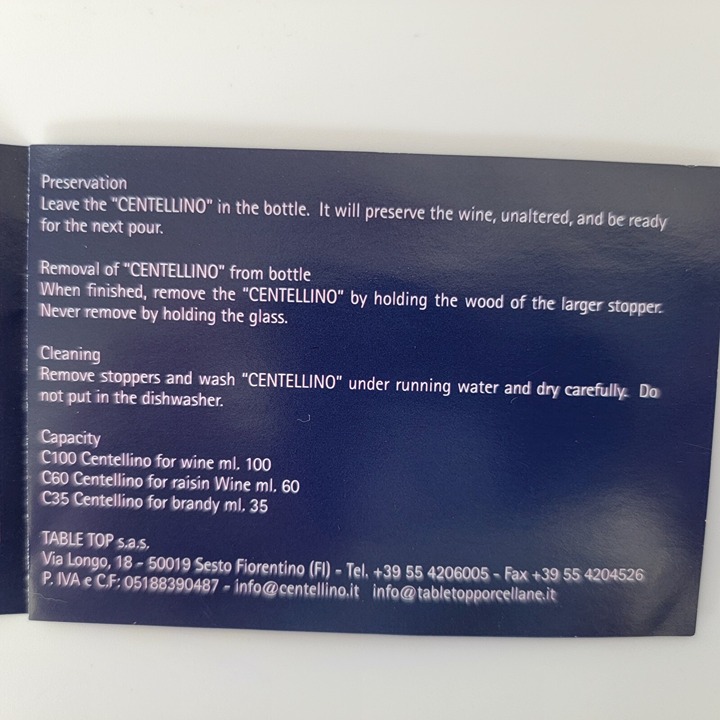 Preservation
Leave the "CENTELLINO" in the bottle. It will preserve the wine, unaltered, and be ready
for the next pour.
Removal of "CENTELLINO" from bottle
When finished, remove the "CENTELLINO" by holding the wood of the larger stopper.
Never remove by holding the glass.
Cleaning
Remove stoppers and wash "CENTELLINO" under running water and dry carefully. Do
not put in the dishwasher.
Capacity
C100 Centellino for wine ml. 100
C60 Centellino for raisin Wine ml. 60
C35 Centellino for brandy ml. 35
TABLE TOP s.a.s.
Via Longo, 18 - 50019 Sesto Fiorentino (FI) - Tel. +39 55 4206005 - Fax +39 55 4204526
P. IVA e C.F: 05188390487 - info@centellino.it info@tabletopporcellane.it